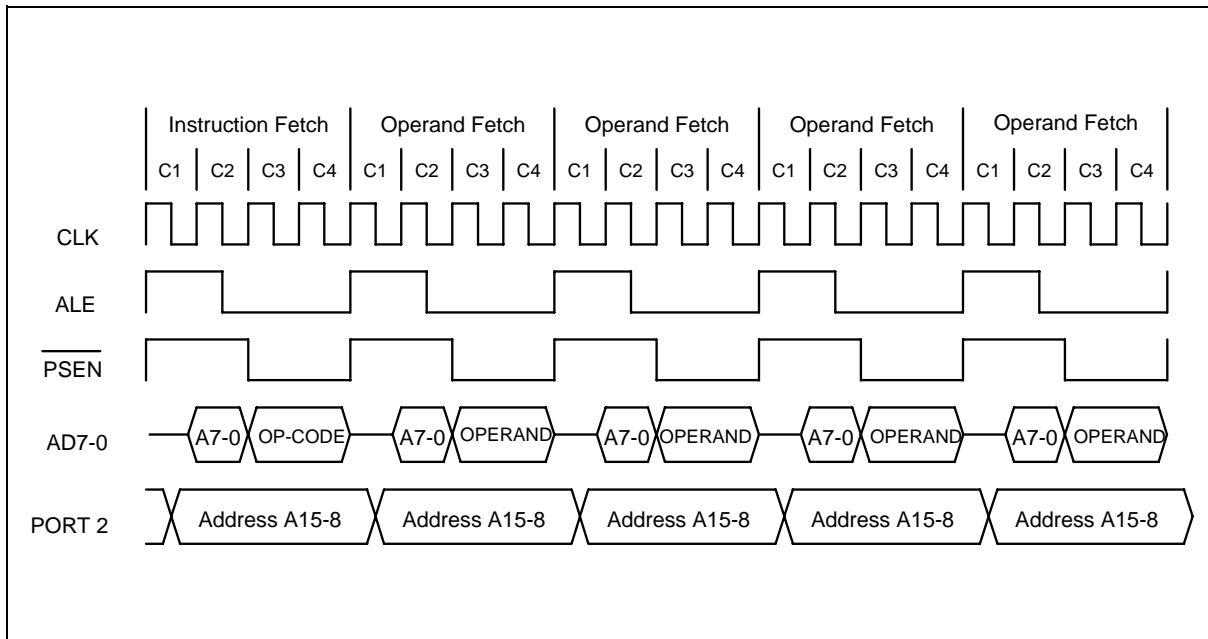 Instruction Fetch Operand Fetch Operand Fetch Operand Fetch Operand Fetch
C1 C2 C3 C4 C1 C2 C3 C4 C1 C2 C3 C4 C1 C2 C3 C4 C1 C2 C3 C4
CLK
ALE
PSEN
AD7-0 A7-0 OP-CODE A7-0 OPERAND A7-0 OPERAND A7-0 OPERAND A7-0 OPERAND
PORT 2 Address A15-8 Address A15-8 Address A15-8 Address A15-8 Address A15-8